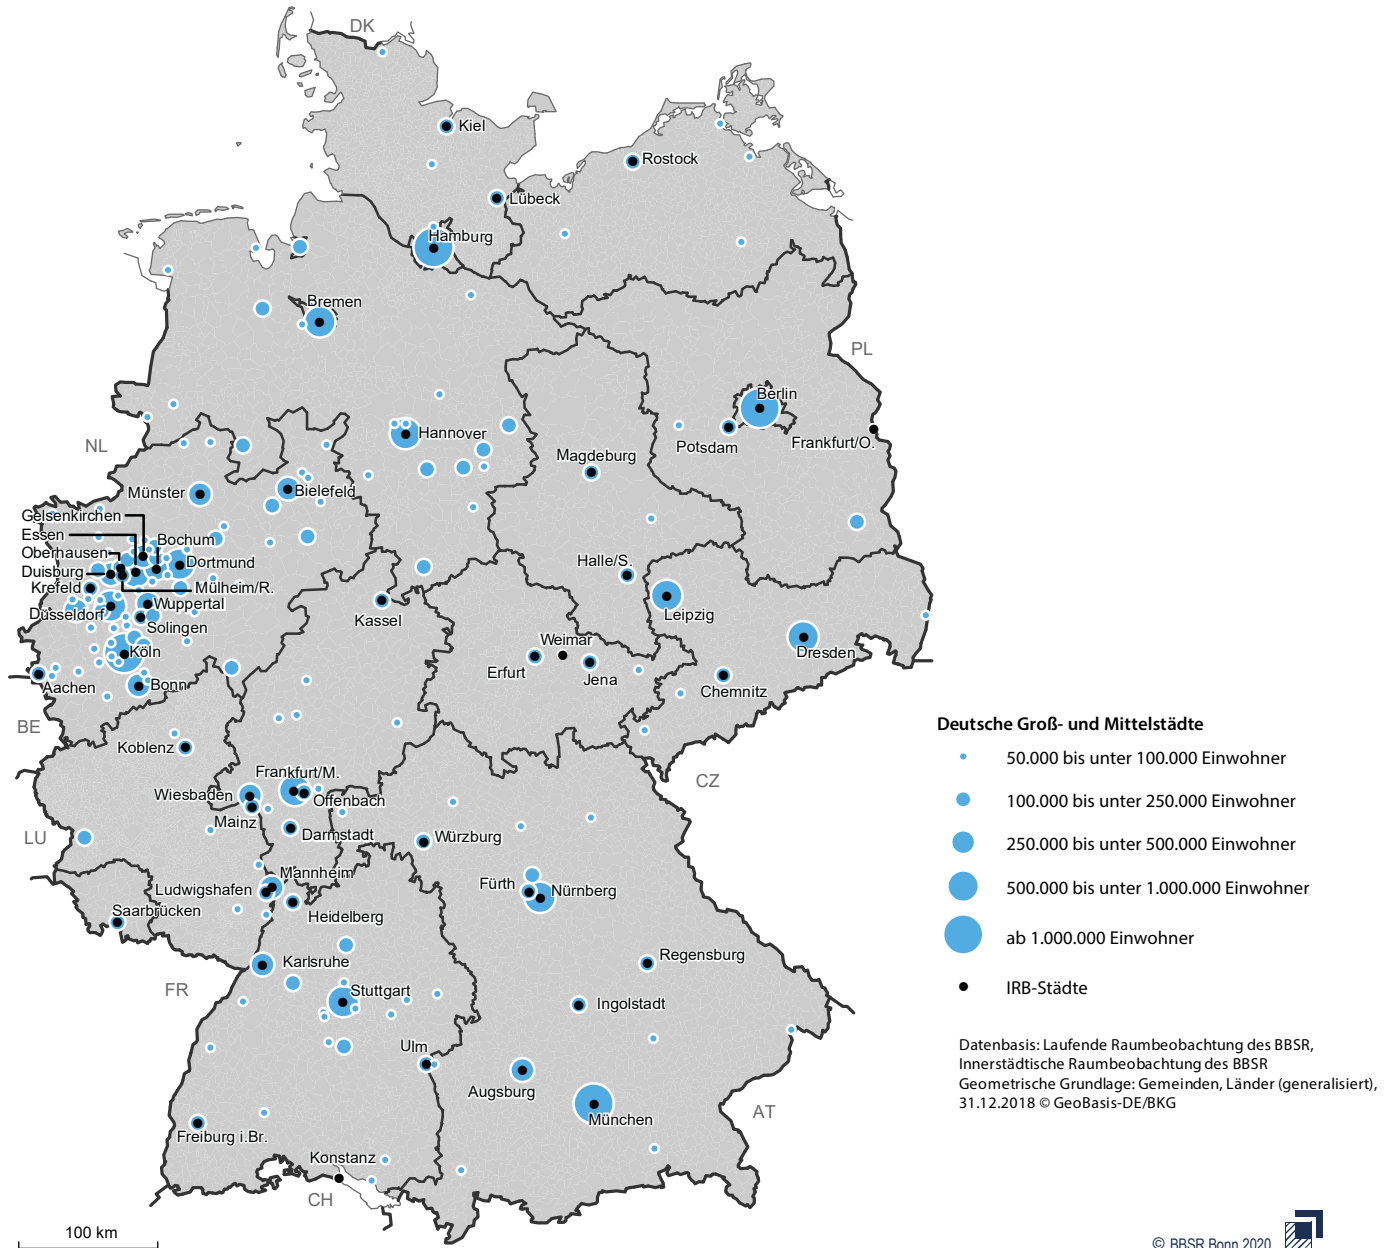 DK
Kiel
Rostock
Lübeck
Hamburg
Bremen
PL
Berlin
Hannover
NL
Potsdam
Frankfurt/O.
Magdeburg
Münster
Bielefeld
Gelsenkirchen
Essen
Bochum
Oberhausen
Dortmund
Halle/S.
Duisburg
Krefeld
Mülheim/R.
Wuppertal
Düsseldorf
Leipzig
Kassel
Solingen
Weimar
Köln
Dresden
Erfurt
Jena
Aachen
Bonn
Chemnitz
BE
Koblenz
Frankfurt/M.
CZ
Wiesbaden
Offenbach
Mainz
Darmstadt
LU
Würzburg
Mannheim
Ludwigshafen
Fürth
Nürnberg
Saarbrücken
Heidelberg
Regensburg
Karlsruhe
FR
Stuttgart
Ingolstadt
Ulm
Augsburg
München
AT
Freiburg i.Br.
Konstanz
CH
100 km
Deutsche Groß- und Mittelstädte
50.000 bis unter 100.000 Einwohner
100.000 bis unter 250.000 Einwohner
250.000 bis unter 500.000 Einwohner
500.000 bis unter 1.000.000 Einwohner
ab 1.000.000 Einwohner
IRB-Städte
Datenbasis: Laufende Raumbeobachtung des BBSR,
Innerstädtische Raumbeobachtung des BBSR
Geometrische Grundlage: Gemeinden, Länder (generalisiert),
31.12.2018 © GeoBasis-DE/BKG
© BBSR Bonn 2020